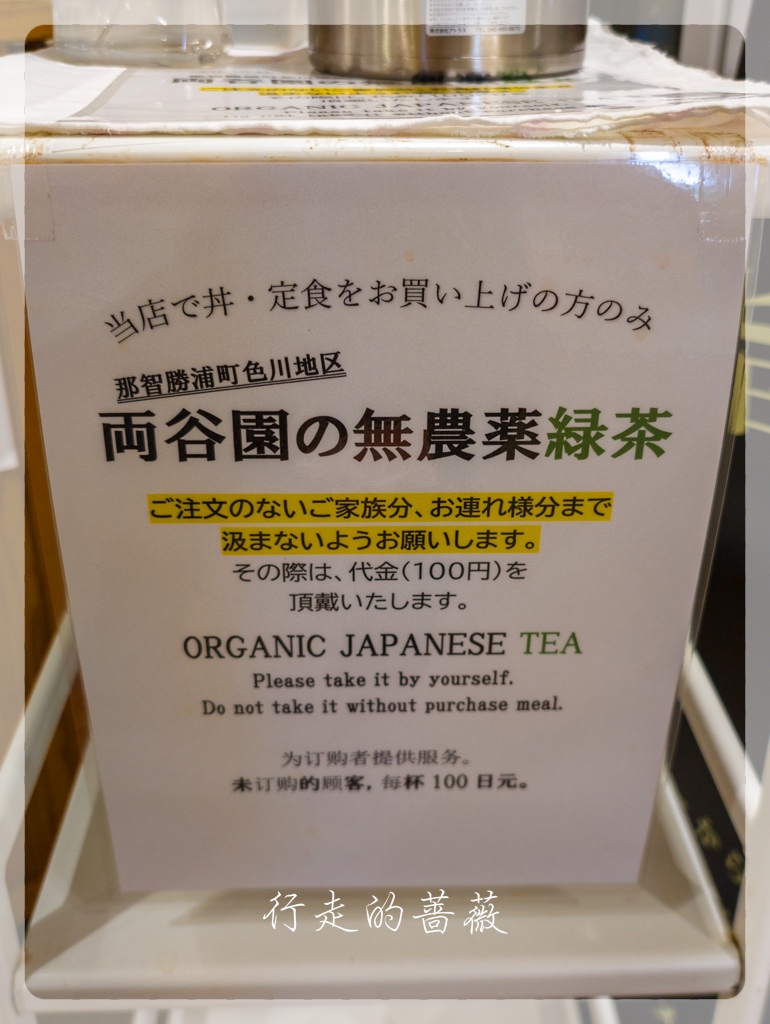 当店で丼・定食をお買い上げの方のみ
那智勝浦町色川地区
両谷園の無農薬緑茶
ご注文のないご家族分、お連れ様分まで
汲まないようお願いします。
その際は、代金（100円）を
頂戴いたします。
ORGANIC JAPANESE TEA
Please take it by yourself.
Do not take it without purchase meal.
为订购者提供服务。
未订购的顾客，每杯 100 日元。
行走的蔷薇